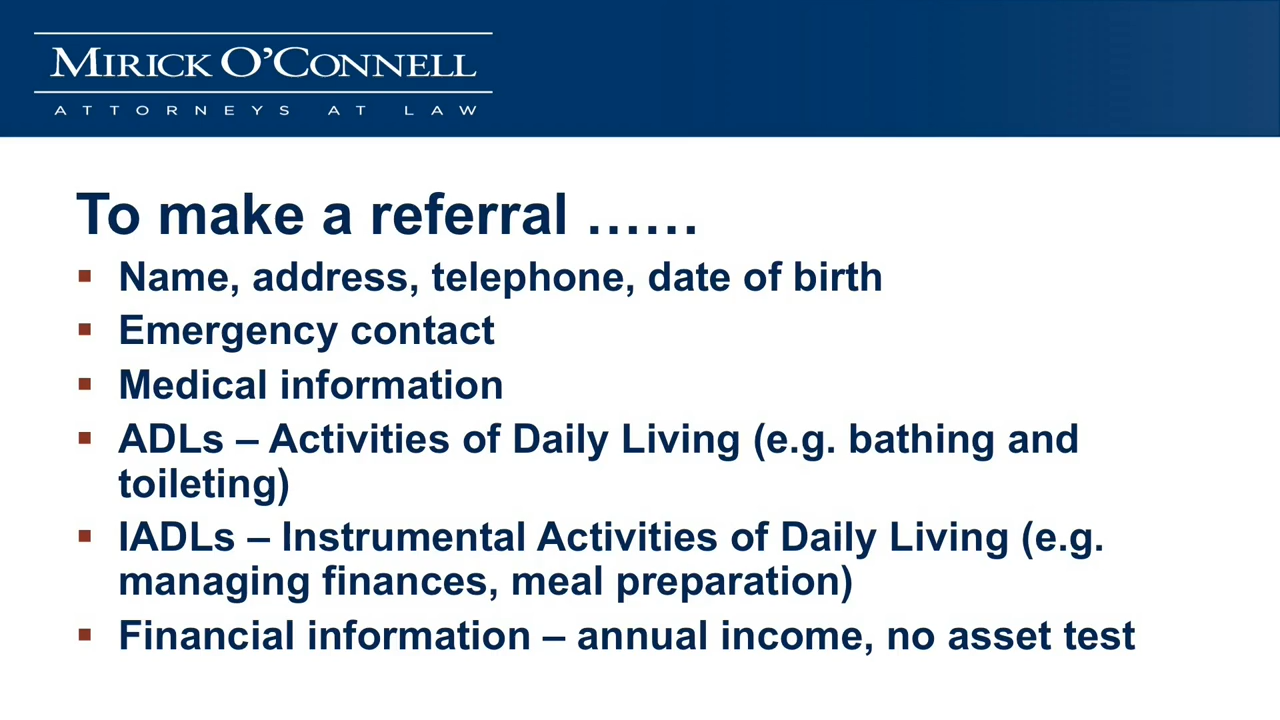 MIRICK O'CONNELL
ATTORNEYS AT LAW
To make a referral ……
▪ Name, address, telephone, date of birth
▪ Emergency contact
▪ Medical information
▪ ADLs – Activities of Daily Living (e.g. bathing and
toileting)
▪ IADLs – Instrumental Activities of Daily Living (e.g.
managing finances, meal preparation)
▪ Financial information – annual income, no asset test